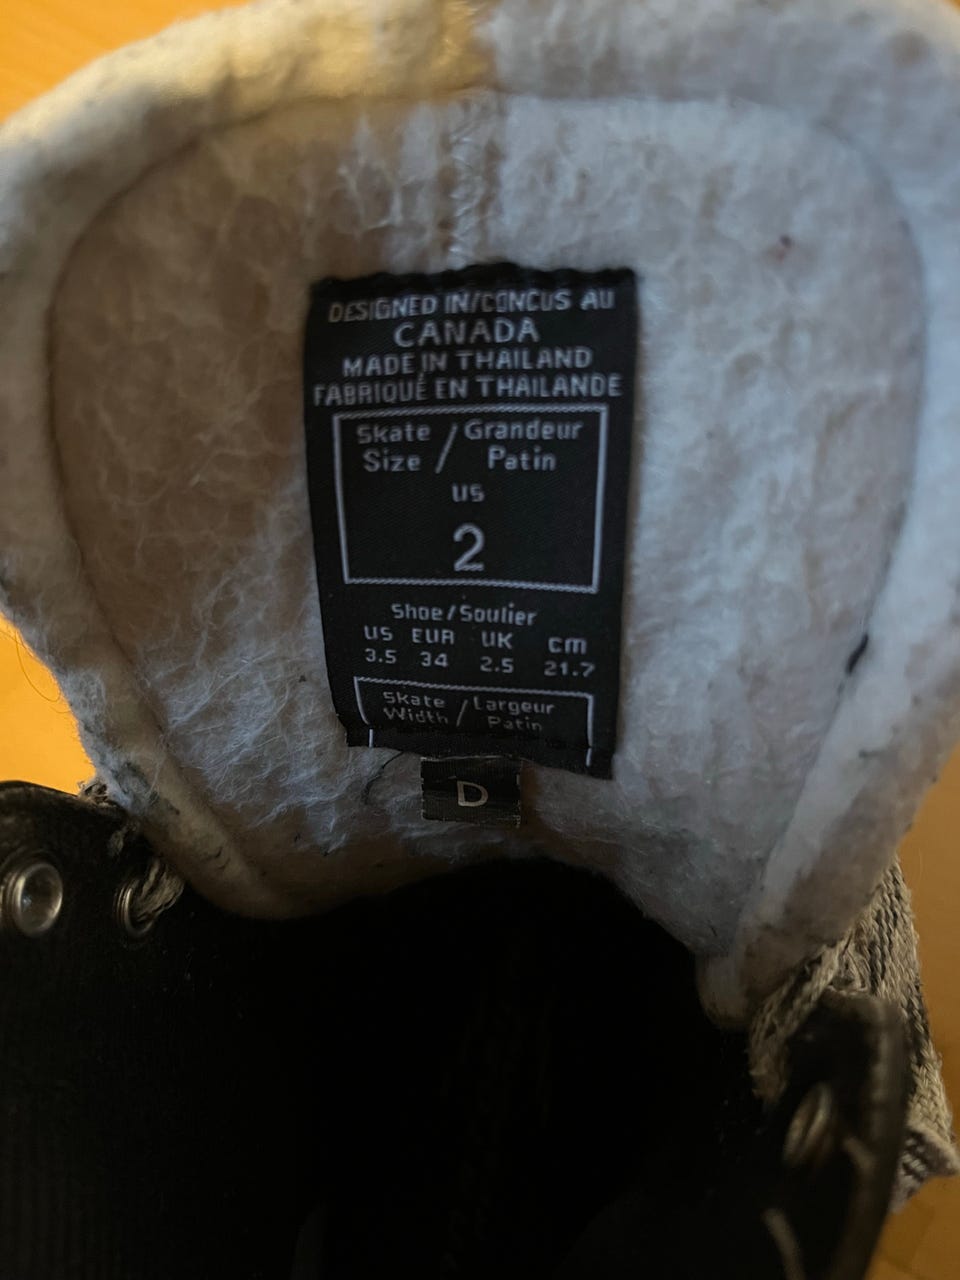 DESIGNED IN/CONCUS AU
CANADA
MADE IN THAILAND
FABRIQUÉ EN THAILANDE
Skate / Grandeur
Size / Patin
US
2
Shoe/Soulier
US EUR UK cm
3.5 34 2.5 21.7
Skate / Largeur
Width / Patin
D